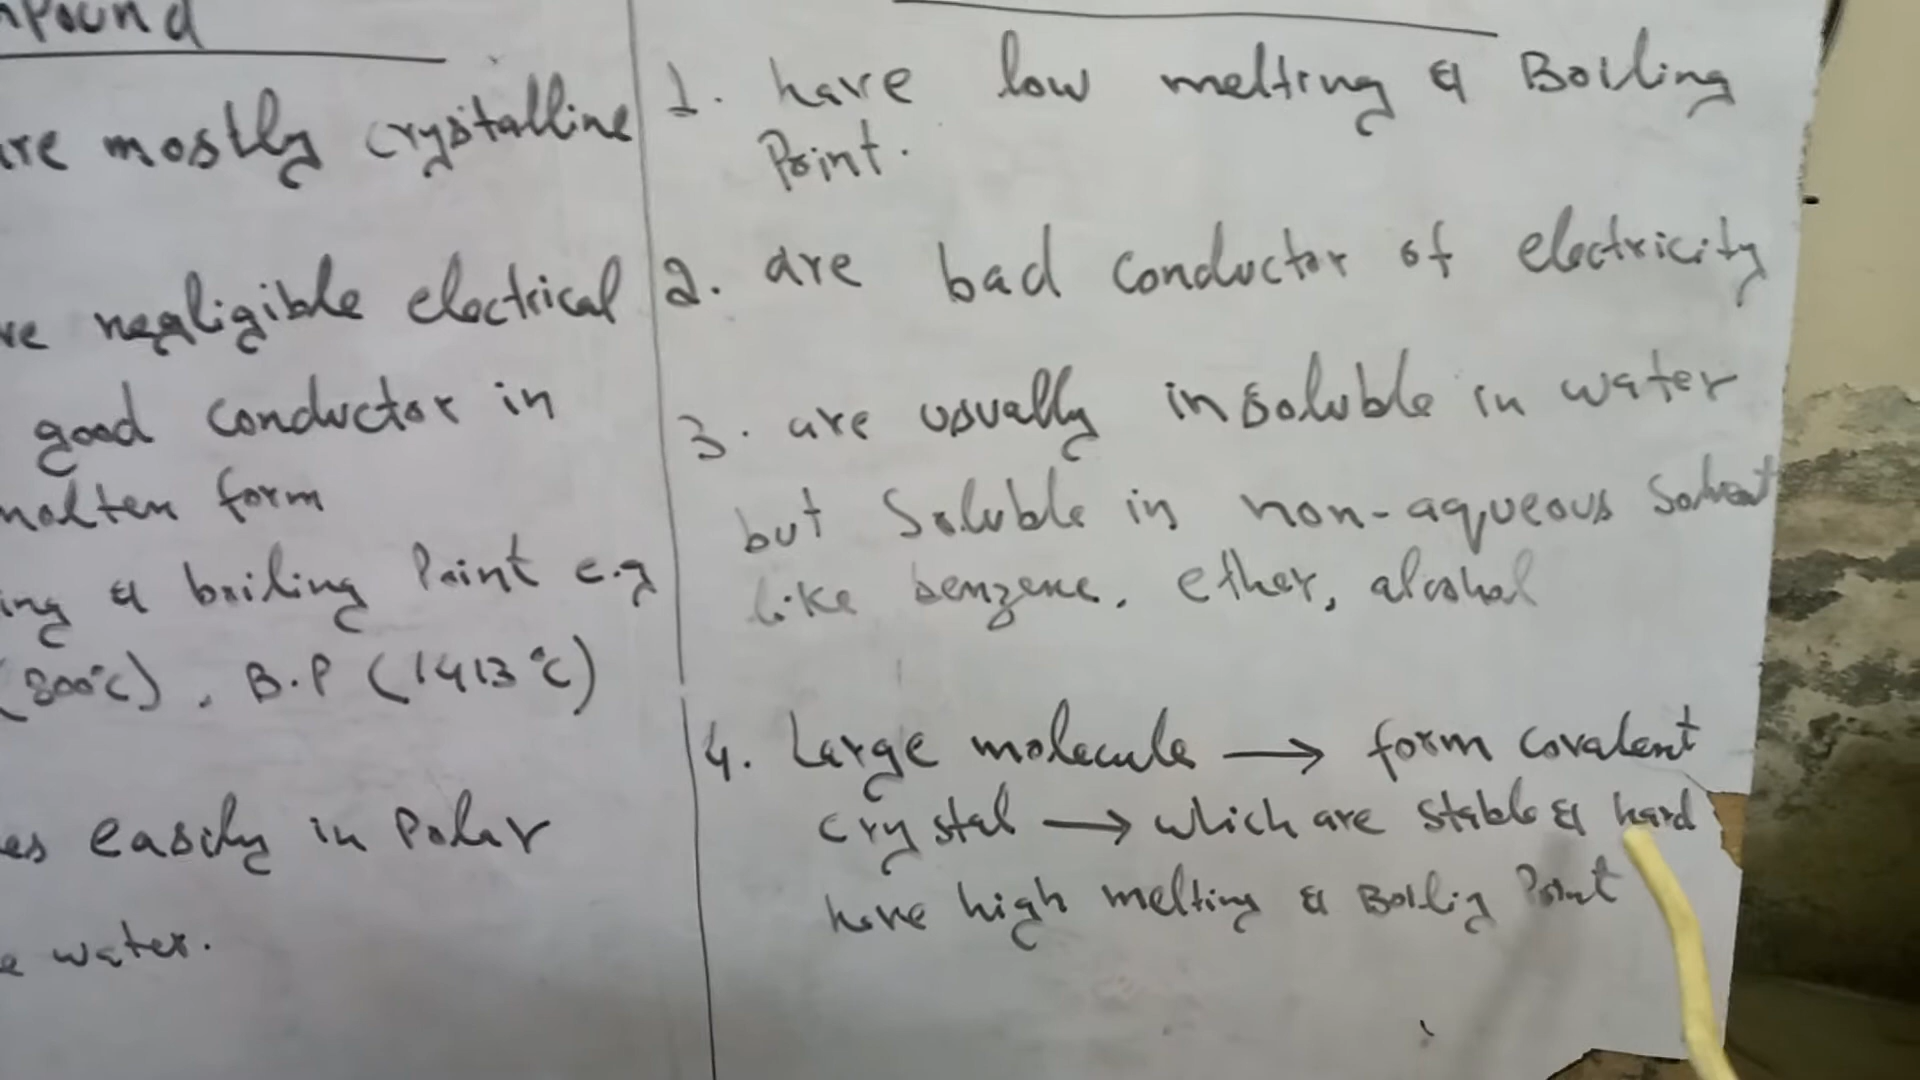 mpound
are mostly crystalline
ve negligible electrical
good conductor in
molten form
ing & boiling Point e.g
(800°C), B.P (1413°C)
es easily in Polar
e water.
1. have low melting & Boiling
Point.
2. are bad conductor of electricity
3. are usually insoluble in water
but Soluble in non-aqueous Solvent
like benzene, ether, alcohol
4. Large molecule → form covalent
crystal → which are stable & hard
have high melting & Boilig Point